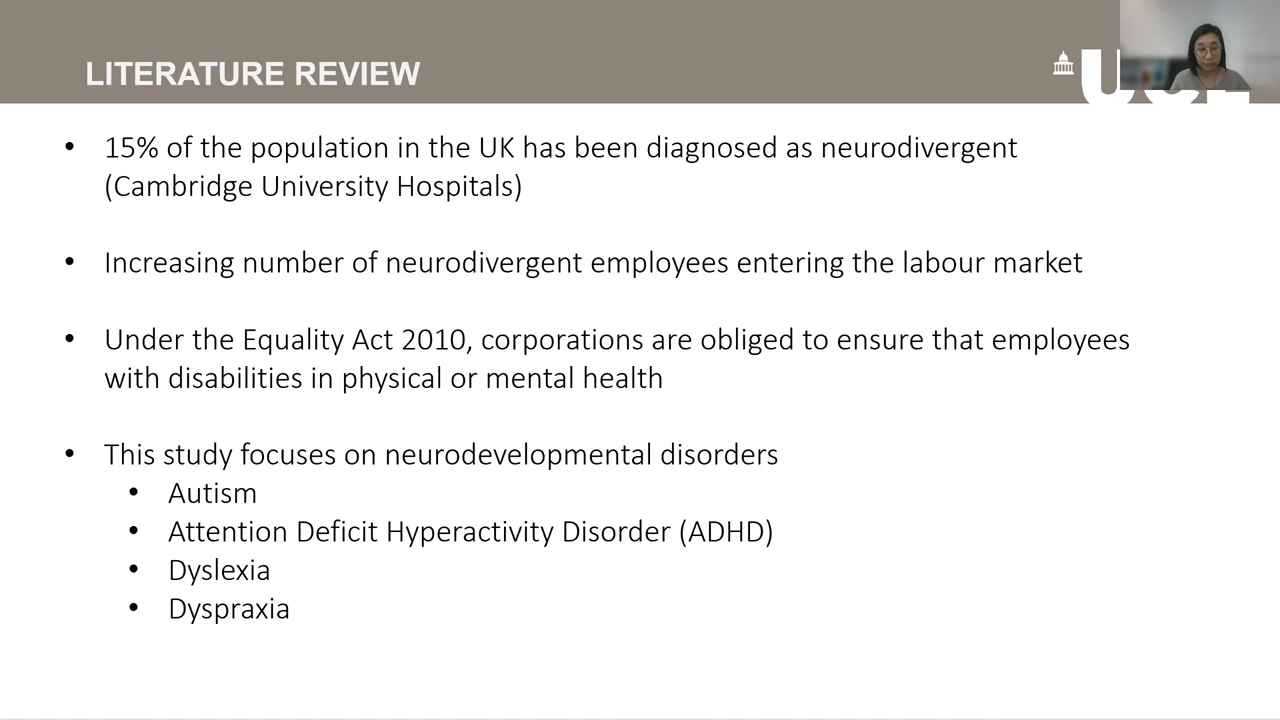 LITERATURE REVIEW
UCL
• 15% of the population in the UK has been diagnosed as neurodivergent
(Cambridge University Hospitals)
• Increasing number of neurodivergent employees entering the labour market
• Under the Equality Act 2010, corporations are obliged to ensure that employees
with disabilities in physical or mental health
• This study focuses on neurodevelopmental disorders
• Autism
• Attention Deficit Hyperactivity Disorder (ADHD)
• Dyslexia
• Dyspraxia